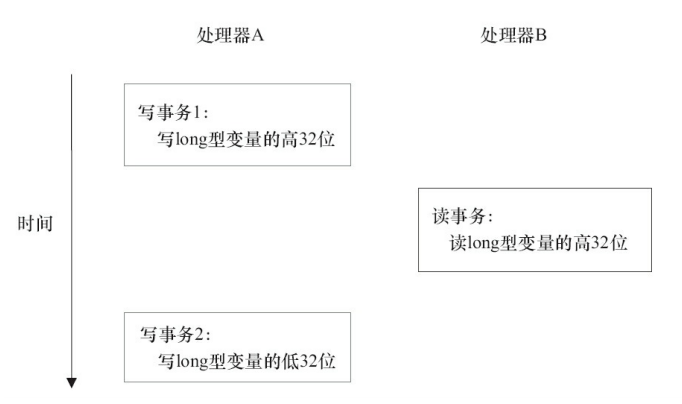 处理器A
处理器B
写事务1：
写long型变量的高32位
读事务：
读long型变量的高32位
时间
写事务2：
写long型变量的低32位